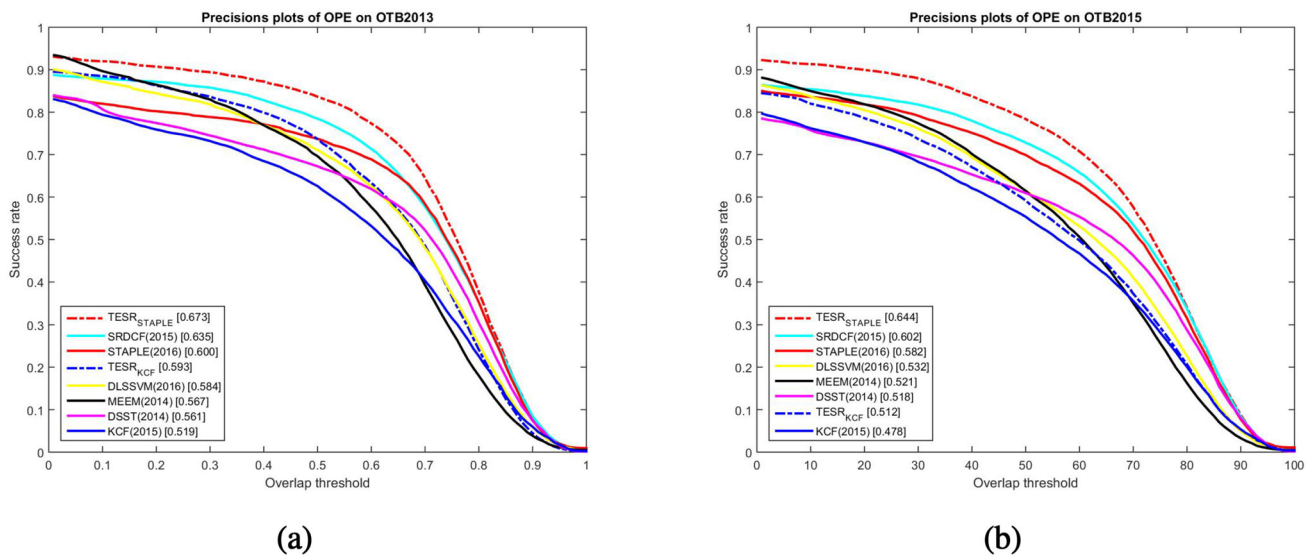 Precisions plots of OPE on OTB2013
1
0.9
0.8
0.7
0.6
0.5
0.4
0.3
0.2
0.1
0
Success rate
TESR_STAPLE [0.673]
SRDCF(2015) [0.635]
STAPLE(2016) [0.600]
TESR_KCF [0.593]
DLSSVM(2016) [0.584]
MEEM(2014) [0.567]
DSST(2014) [0.561]
KCF(2015) [0.519]
0 0.1 0.2 0.3 0.4 0.5 0.6 0.7 0.8 0.9 1
Overlap threshold
(a)
Precisions plots of OPE on OTB2015
1
0.9
0.8
0.7
0.6
0.5
0.4
0.3
0.2
0.1
0
Success rate
TESR_STAPLE [0.644]
SRDCF(2015) [0.602]
STAPLE(2016) [0.582]
DLSSVM(2016) [0.532]
MEEM(2014) [0.521]
DSST(2014) [0.518]
TESR_KCF [0.512]
KCF(2015) [0.478]
0 10 20 30 40 50 60 70 80 90 100
Overlap threshold
(b)